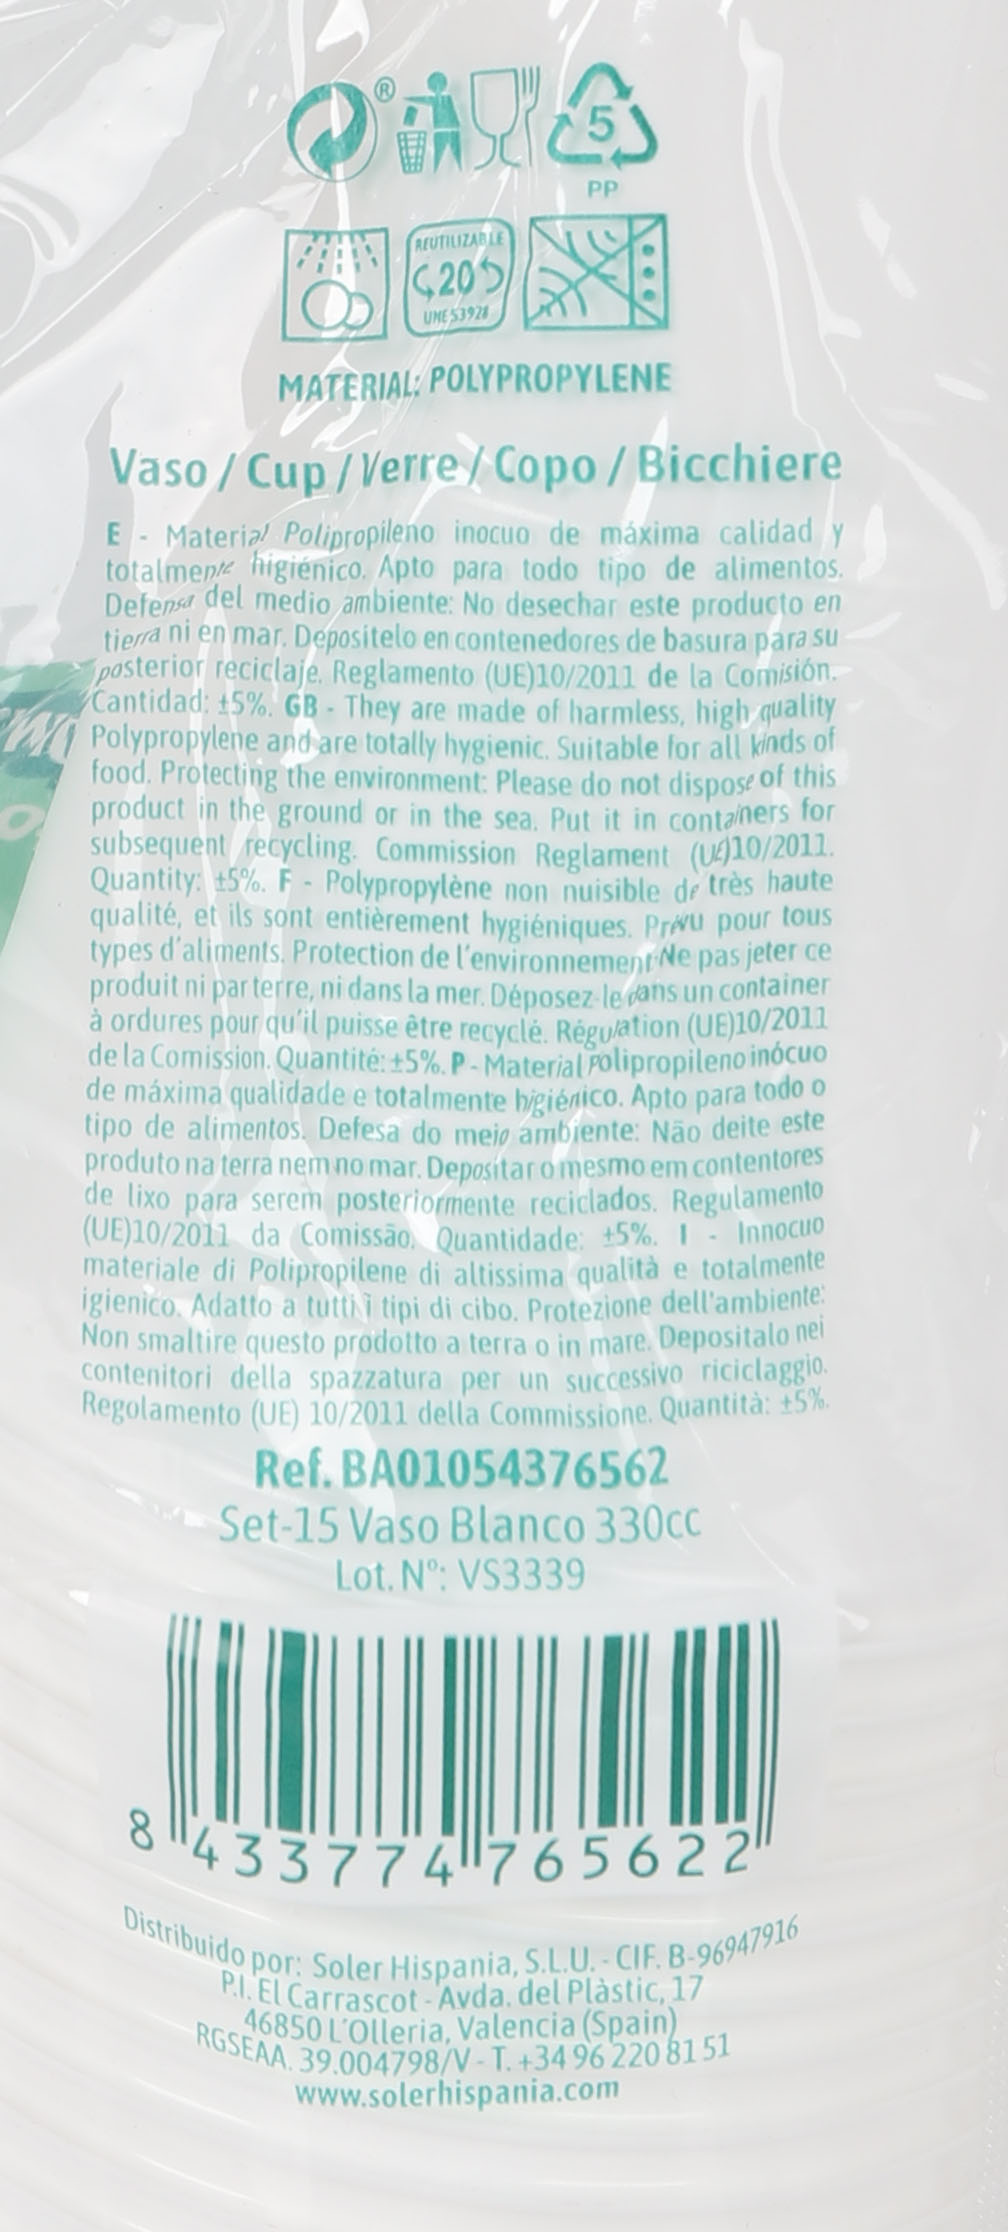 ®
5
PP
REUTILIZABLE
20
UNE 53928
MATERIAL: POLYPROPYLENE
Vaso / Cup / Verre / Copo / Bicchiere
E - Material Polipropileno inocuo de máxima calidad y
totalmente higiénico. Apto para todo tipo de alimentos.
Defensa del medio ambiente: No desechar este producto en
tierra ni en mar. Depositelo en contenedores de basura para su
posterior reciclaje. Reglamento (UE)10/2011 de la Comisión.
Cantidad: ±5%. GB - They are made of harmless, high quality
Polypropylene and are totally hygienic. Suitable for all kinds of
food. Protecting the environment: Please do not dispose of this
product in the ground or in the sea. Put it in containers for
subsequent recycling. Commission Reglament (UE)10/2011.
Quantity: ±5%. F - Polypropylène non nuisible de très haute
qualité, et ils sont entièrement hygiéniques. Prévu pour tous
types d'aliments. Protection de l'environnement: Ne pas jeter ce
produit ni par terre, ni dans la mer. Déposez-le dans un container
à ordures pour qu'il puisse être recyclé. Régulation (UE)10/2011
de la Comission. Quantité: ±5%. P - Material polipropileno inócuo
de máxima qualidade e totalmente higiénico. Apto para todo o
tipo de alimentos. Defesa do meio ambiente: Não deite este
produto na terra nem no mar. Depositar o mesmo em contentores
de lixo para serem posteriormente reciclados. Regulamento
(UE)10/2011 da Comissão. Quantidade: ±5%. I - Innocuo
materiale di Polipropilene di altissima qualità e totalmente
igienico. Adatto a tutti i tipi di cibo. Protezione dell'ambiente:
Non smaltire questo prodotto a terra o in mare. Depositalo nei
contenitori della spazzatura per un successivo riciclaggio.
Regolamento (UE) 10/2011 della Commissione. Quantità: ±5%.
Ref. BA01054376562
Set-15 Vaso Blanco 330cc
Lot. Nº: VS3339
8 433774 765622
Distribuido por: Soler Hispania, S.L.U. - CIF. B-96947916
P.I. El Carrascot - Avda. del Plàstic, 17
46850 L'Olleria, Valencia (Spain)
RGSEAA. 39.004798/V - T. +34 96 220 81 51
www.solerhispania.com